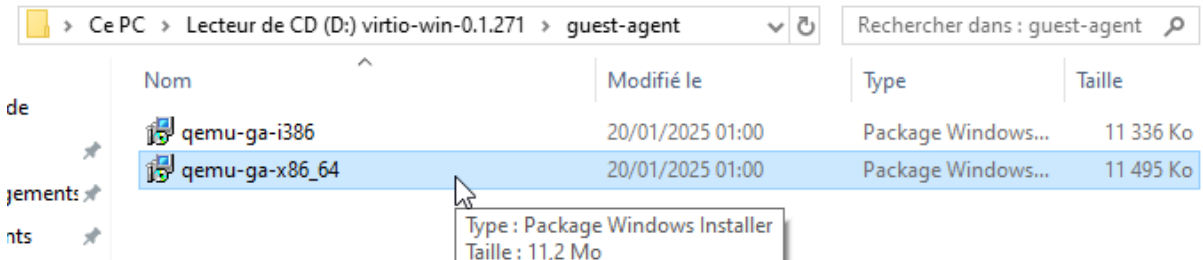 Ce PC > Lecteur de CD (D:) virtio-win-0.1.271 > guest-agent
Rechercher dans : guest-agent
Nom Modifié le Type Taille
de
qemu-ga-i386 20/01/2025 01:00 Package Windows... 11 336 Ko
qemu-ga-x86_64 20/01/2025 01:00 Package Windows... 11 495 Ko
gements
Type : Package Windows Installer
nts
Taille : 11,2 Mo